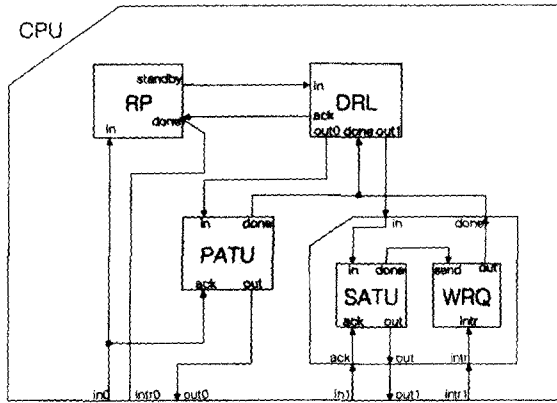 CPU
standby
RP
done
in
in
DRL
ack
out0 done out1
in done
PATU
ack out
in done
in done
SATU
ack out
send out
WRQ
intr
ack out intr
in0 intr0 out0 in1 out1 intr1